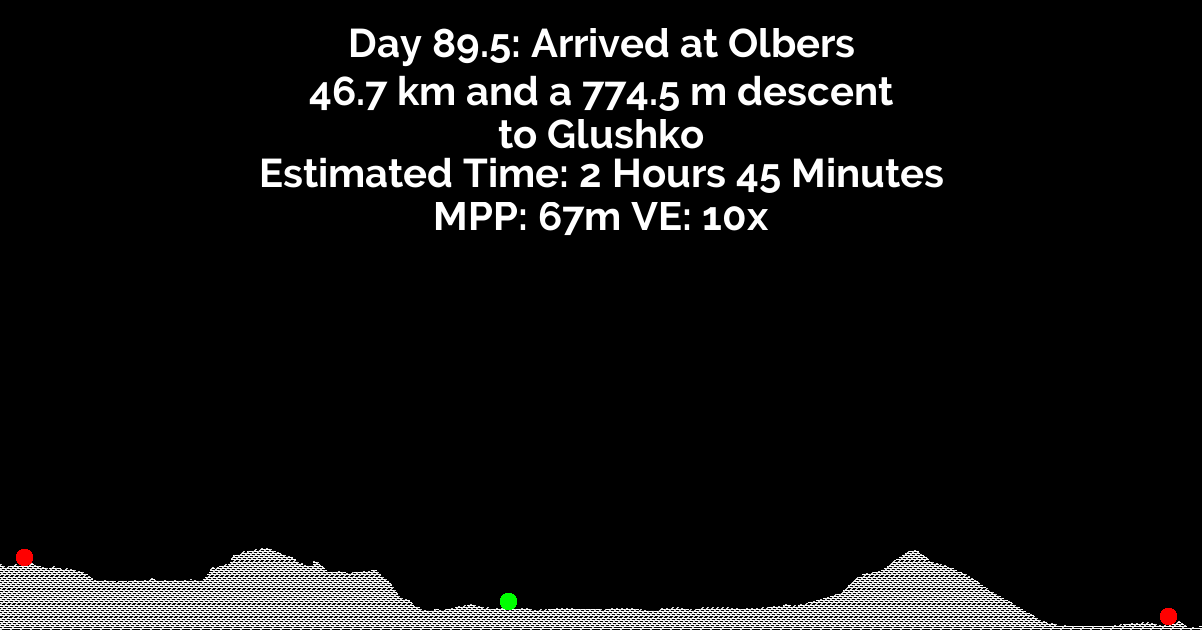 Day 89.5: Arrived at Olbers
46.7 km and a 774.5 m descent
to Glushko
Estimated Time: 2 Hours 45 Minutes
MPP: 67m VE: 10x